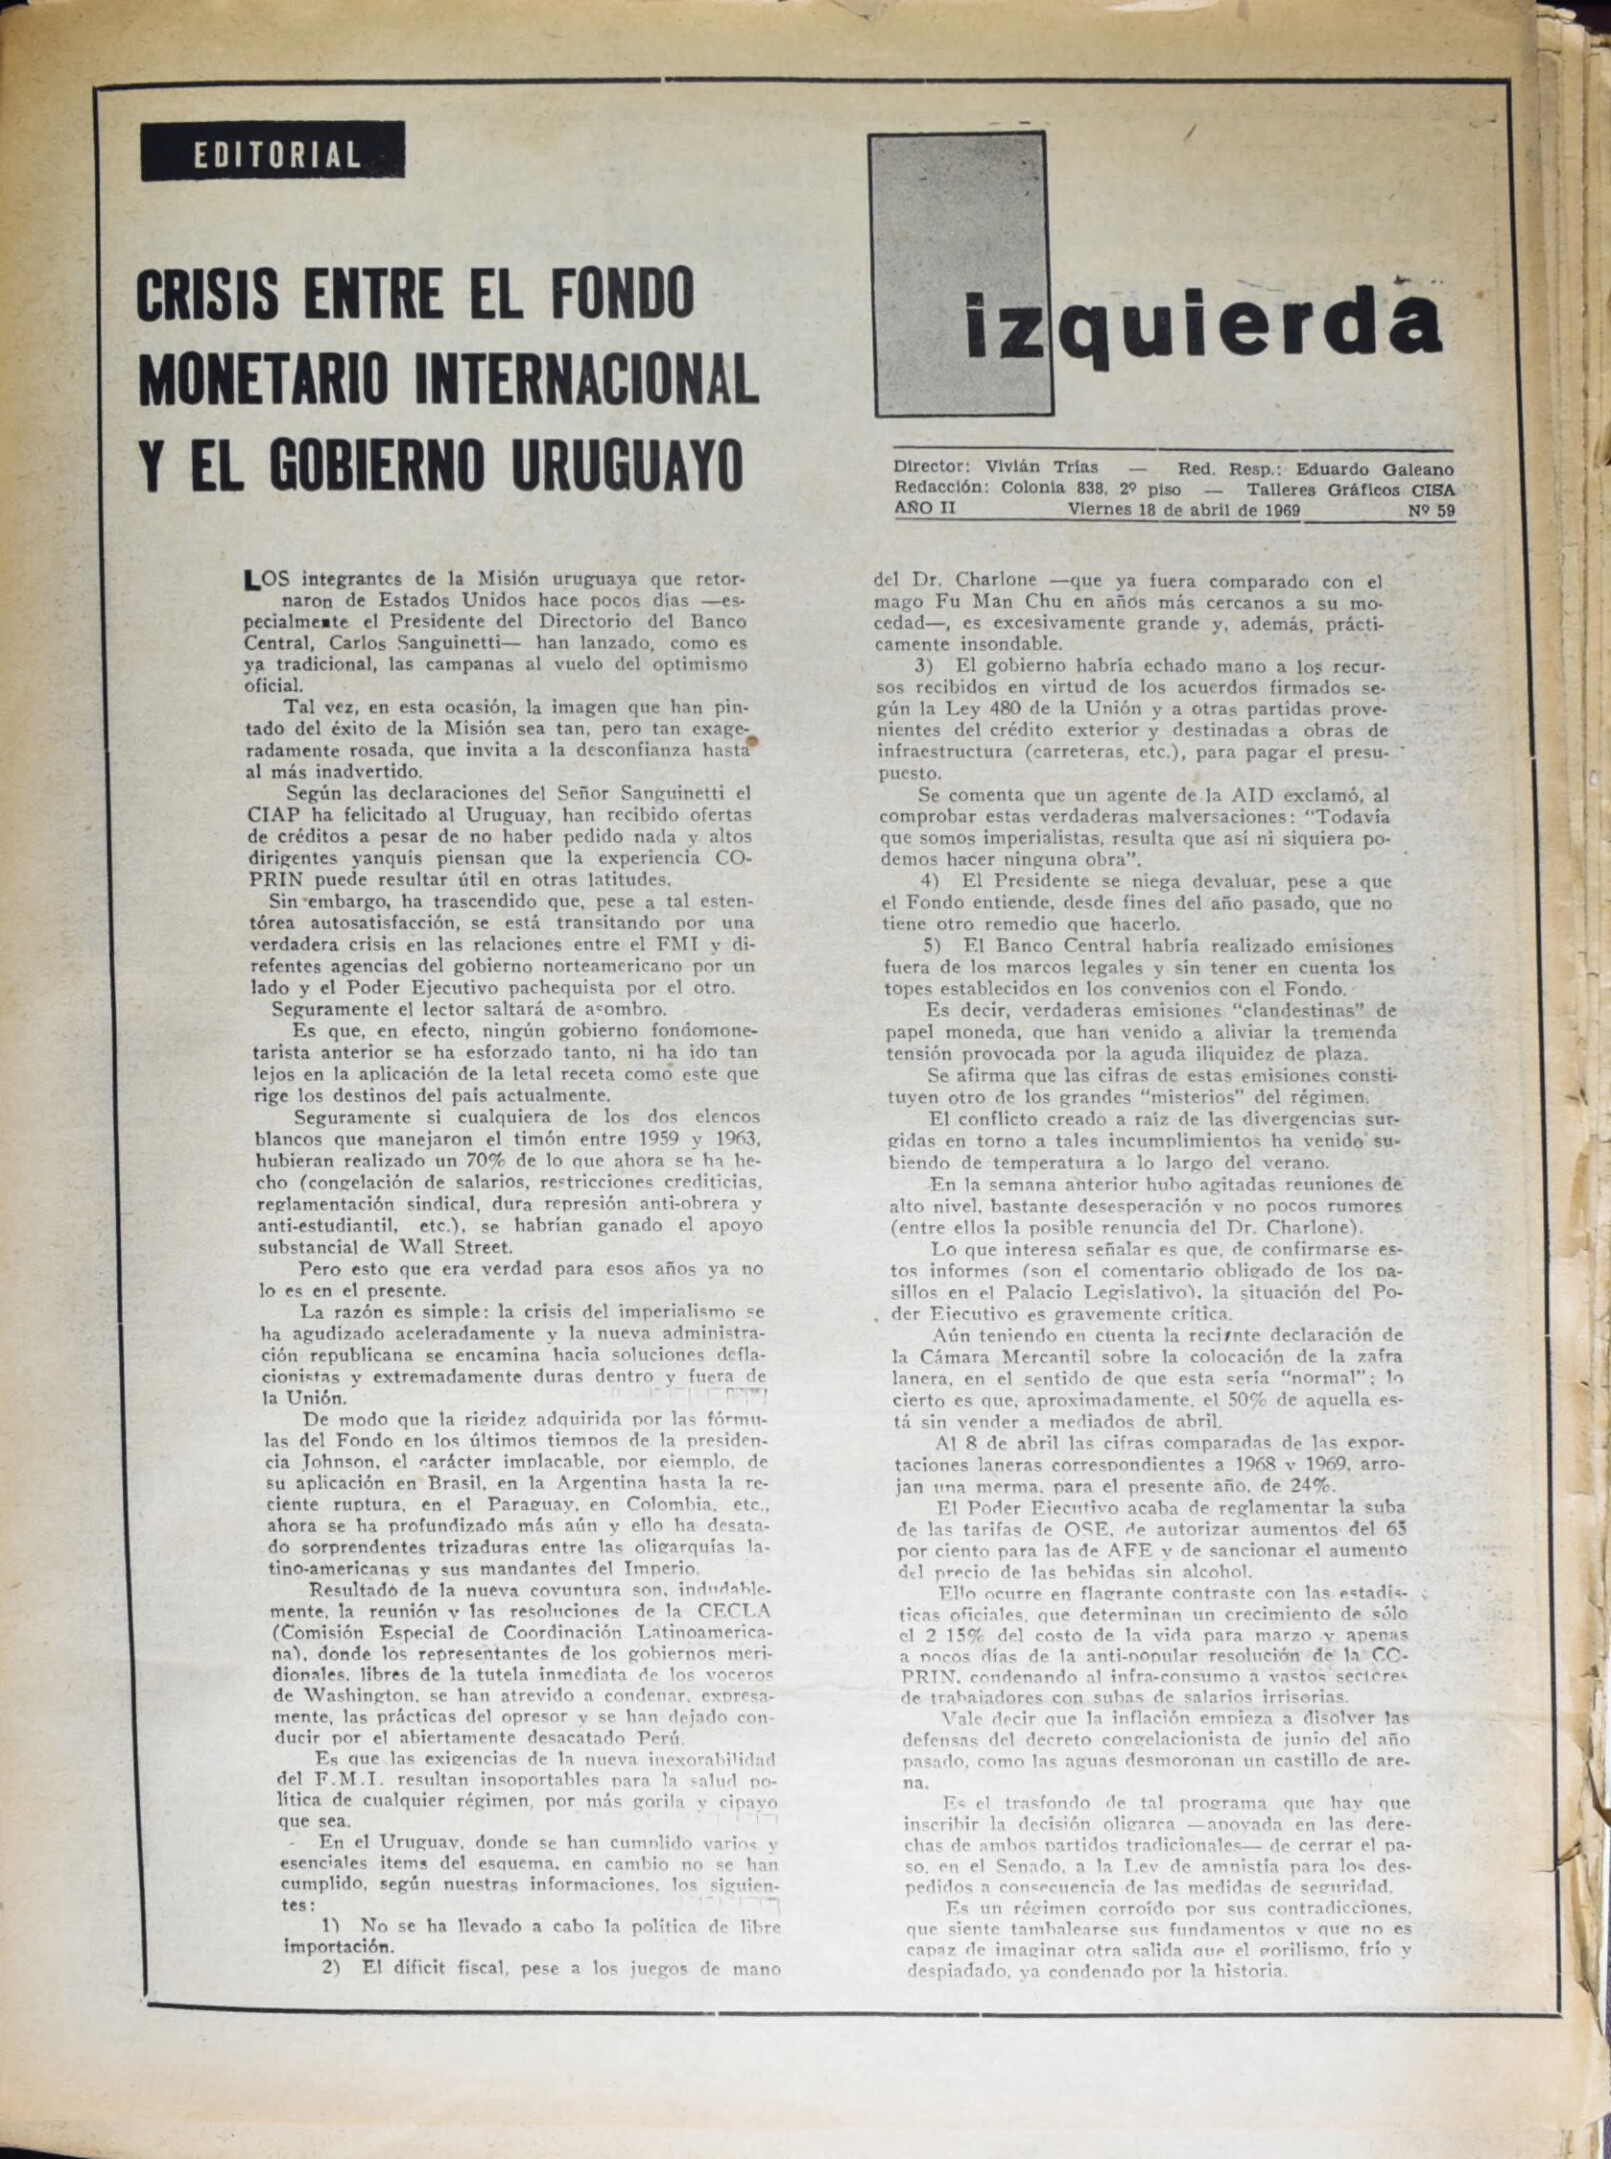 EDITORIAL
CRISIS ENTRE EL FONDO
MONETARIO INTERNACIONAL
Y EL GOBIERNO URUGUAYO
izquierda
Director: Vivián Trías — Red. Resp.: Eduardo Galeano
Redacción: Colonia 838, 2º piso — Talleres Gráficos CISA
AÑO II Viernes 18 de abril de 1969 Nº 59
LOS integrantes de la Misión uruguaya que retor-
naron de Estados Unidos hace pocos días —es-
pecialmente el Presidente del Directorio del Banco
Central, Carlos Sanguinetti— han lanzado, como es
ya tradicional, las campanas al vuelo del optimismo
oficial.
Tal vez, en esta ocasión, la imagen que han pin-
tado del éxito de la Misión sea tan, pero tan exage-
radamente rosada, que invita a la desconfianza hasta
al más inadvertido.
Según las declaraciones del Señor Sanguinetti el
CIAP ha felicitado al Uruguay, han recibido ofertas
de créditos a pesar de no haber pedido nada y altos
dirigentes yanquis piensan que la experiencia CO-
PRIN puede resultar útil en otras latitudes.
Sin embargo, ha trascendido que, pese a tal esten-
tórea autosatisfacción, se está transitando por una
verdadera crisis en las relaciones entre el FMI y di-
refentes agencias del gobierno norteamericano por un
lado y el Poder Ejecutivo pachequista por el otro.
Seguramente el lector saltará de asombro.
Es que, en efecto, ningún gobierno fondomone-
tarista anterior se ha esforzado tanto, ni ha ido tan
lejos en la aplicación de la letal receta como este que
rige los destinos del país actualmente.
Seguramente si cualquiera de los dos elencos
blancos que manejaron el timón entre 1959 y 1963,
hubieran realizado un 70% de lo que ahora se ha he-
cho (congelación de salarios, restricciones crediticias,
reglamentación sindical, dura represión anti-obrera y
anti-estudiantil, etc.), se habrían ganado el apoyo
substancial de Wall Street.
Pero esto que era verdad para esos años ya no
lo es en el presente.
La razón es simple: la crisis del imperialismo se
ha agudizado aceleradamente y la nueva administra-
ción republicana se encamina hacia soluciones defla-
cionistas y extremadamente duras dentro y fuera de
la Unión.
De modo que la rigidez adquirida por las fórmu-
las del Fondo en los últimos tiempos de la presiden-
cia Johnson, el carácter implacable, por ejemplo, de
su aplicación en Brasil, en la Argentina hasta la re-
ciente ruptura, en el Paraguay, en Colombia, etc.,
ahora se ha profundizado más aún y ello ha desata-
do sorprendentes trizaduras entre las oligarquías la-
tino-americanas y sus mandantes del Imperio.
Resultado de la nueva coyuntura son, indudable-
mente, la reunión y las resoluciones de la CECLA
(Comisión Especial de Coordinación Latinoamerica-
na), donde los representantes de los gobiernos meri-
dionales, libres de la tutela inmediata de los voceros
de Washington, se han atrevido a condenar, expresa-
mente, las prácticas del opresor y se han dejado con-
ducir por el abiertamente desacatado Perú.
Es que las exigencias de la nueva inexorabilidad
del F.M.I. resultan insoportables para la salud po-
lítica de cualquier régimen, por más gorila y cipayo
que sea.
En el Uruguay, donde se han cumplido varios y
esenciales items del esquema, en cambio no se han
cumplido, según nuestras informaciones, los siguien-
tes:
1) No se ha llevado a cabo la política de libre
importación.
2) El dificit fiscal, pese a los juegos de mano
del Dr. Charlone —que ya fuera comparado con el
mago Fu Man Chu en años más cercanos a su mo-
cedad—, es excesivamente grande y, además, prácti-
camente insondable.
3) El gobierno habría echado mano a los recur-
sos recibidos en virtud de los acuerdos firmados se-
gún la Ley 480 de la Unión y a otras partidas prove-
nientes del crédito exterior y destinadas a obras de
infraestructura (carreteras, etc.), para pagar el presu-
puesto.
Se comenta que un agente de la AID exclamó, al
comprobar estas verdaderas malversaciones: "Todavía
que somos imperialistas, resulta que así ni siquiera po-
demos hacer ninguna obra".
4) El Presidente se niega devaluar, pese a que
el Fondo entiende, desde fines del año pasado, que no
tiene otro remedio que hacerlo.
5) El Banco Central habría realizado emisiones
fuera de los marcos legales y sin tener en cuenta los
topes establecidos en los convenios con el Fondo.
Es decir, verdaderas emisiones "clandestinas" de
papel moneda, que han venido a aliviar la tremenda
tensión provocada por la aguda iliquidez de plaza.
Se afirma que las cifras de estas emisiones consti-
tuyen otro de los grandes "misterios" del régimen.
El conflicto creado a raíz de las divergencias sur-
gidas en torno a tales incumplimientos ha venido su-
biendo de temperatura a lo largo del verano.
En la semana anterior hubo agitadas reuniones de
alto nivel, bastante desesperación y no pocos rumores
(entre ellos la posible renuncia del Dr. Charlone).
Lo que interesa señalar es que, de confirmarse es-
tos informes (son el comentario obligado de los pa-
sillos en el Palacio Legislativo), la situación del Po-
der Ejecutivo es gravemente crítica.
Aún teniendo en cuenta la reciente declaración de
la Cámara Mercantil sobre la colocación de la zafra
lanera, en el sentido de que esta sería "normal"; lo
cierto es que, aproximadamente, el 50% de aquella es-
tá sin vender a mediados de abril.
Al 8 de abril las cifras comparadas de las expor-
taciones laneras correspondientes a 1968 y 1969, arro-
jan una merma, para el presente año, de 24%.
El Poder Ejecutivo acaba de reglamentar la suba
de las tarifas de OSE, de autorizar aumentos del 65
por ciento para las de AFE y de sancionar el aumento
del precio de las bebidas sin alcohol.
Ello ocurre en flagrante contraste con las estadís-
ticas oficiales, que determinan un crecimiento de sólo
el 2 15% del costo de la vida para marzo y apenas
a pocos días de la anti-popular resolución de la CO-
PRIN, condenando al infra-consumo a vastos sectores
de trabajadores con subas de salarios irrisorias.
Vale decir que la inflación empieza a disolver las
defensas del decreto congelacionista de junio del año
pasado, como las aguas desmoronan un castillo de are-
na.
Es el trasfondo de tal programa que hay que
inscribir la decisión oligarca —apoyada en las dere-
chas de ambos partidos tradicionales— de cerrar el pa-
so, en el Senado, a la Ley de amnistía para los des-
pedidos a consecuencia de las medidas de seguridad.
Es un régimen corroído por sus contradicciones,
que siente tambalearse sus fundamentos y que no es
capaz de imaginar otra salida que el gorilismo, frío y
despiadado, ya condenado por la historia.